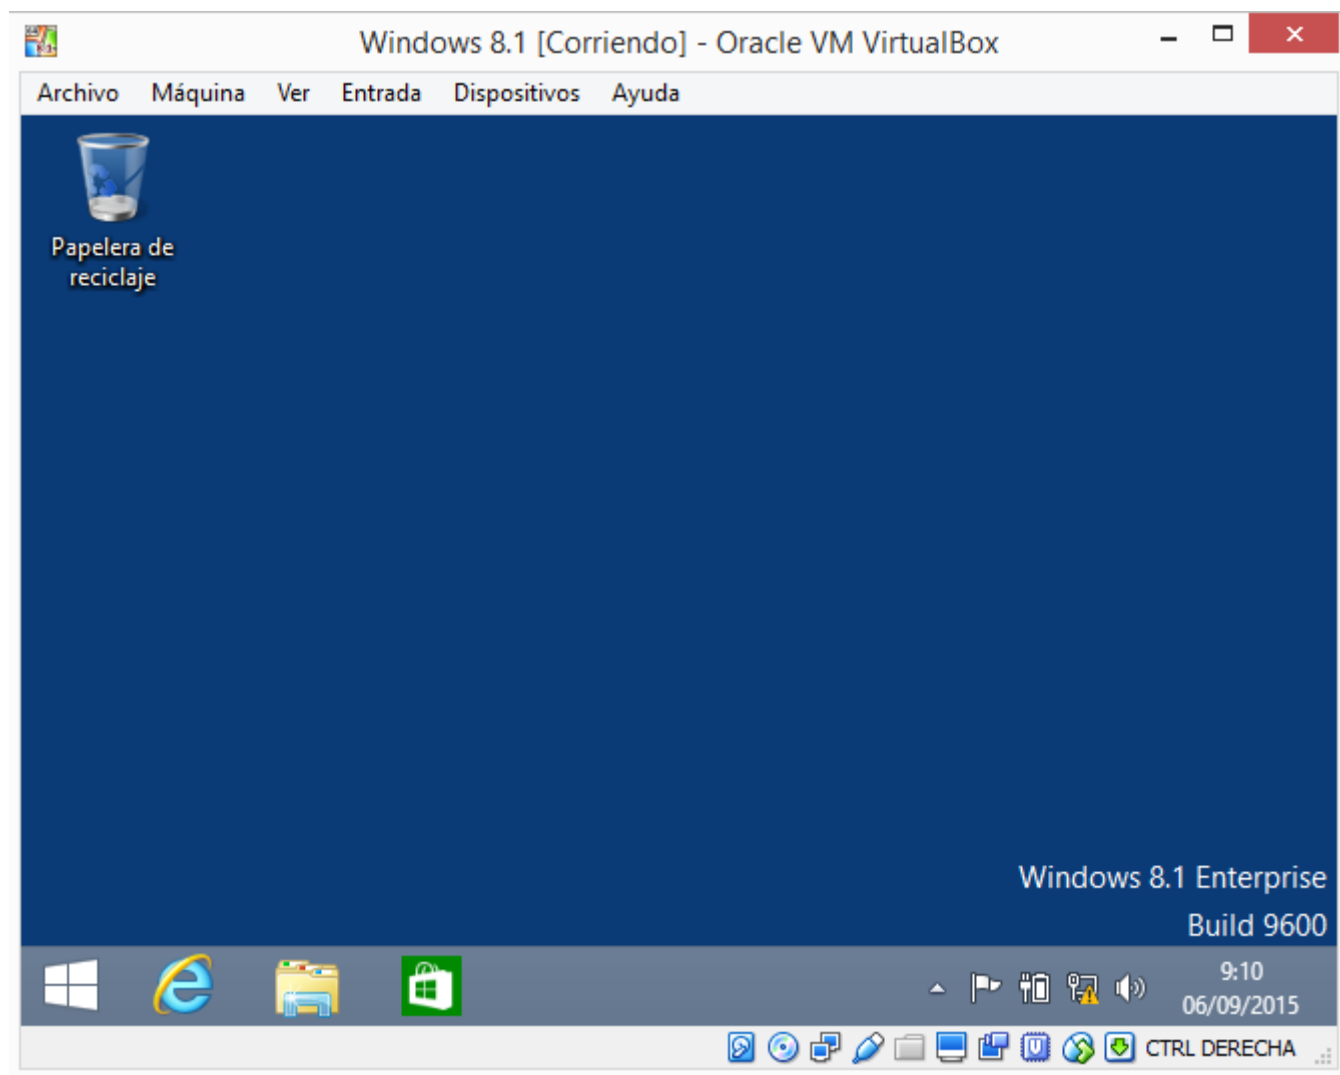 Windows 8.1 [Corriendo] - Oracle VM VirtualBox
Archivo Máquina Ver Entrada Dispositivos Ayuda
Papelera de
reciclaje
Windows 8.1 Enterprise
Build 9600
9:10
06/09/2015
CTRL DERECHA